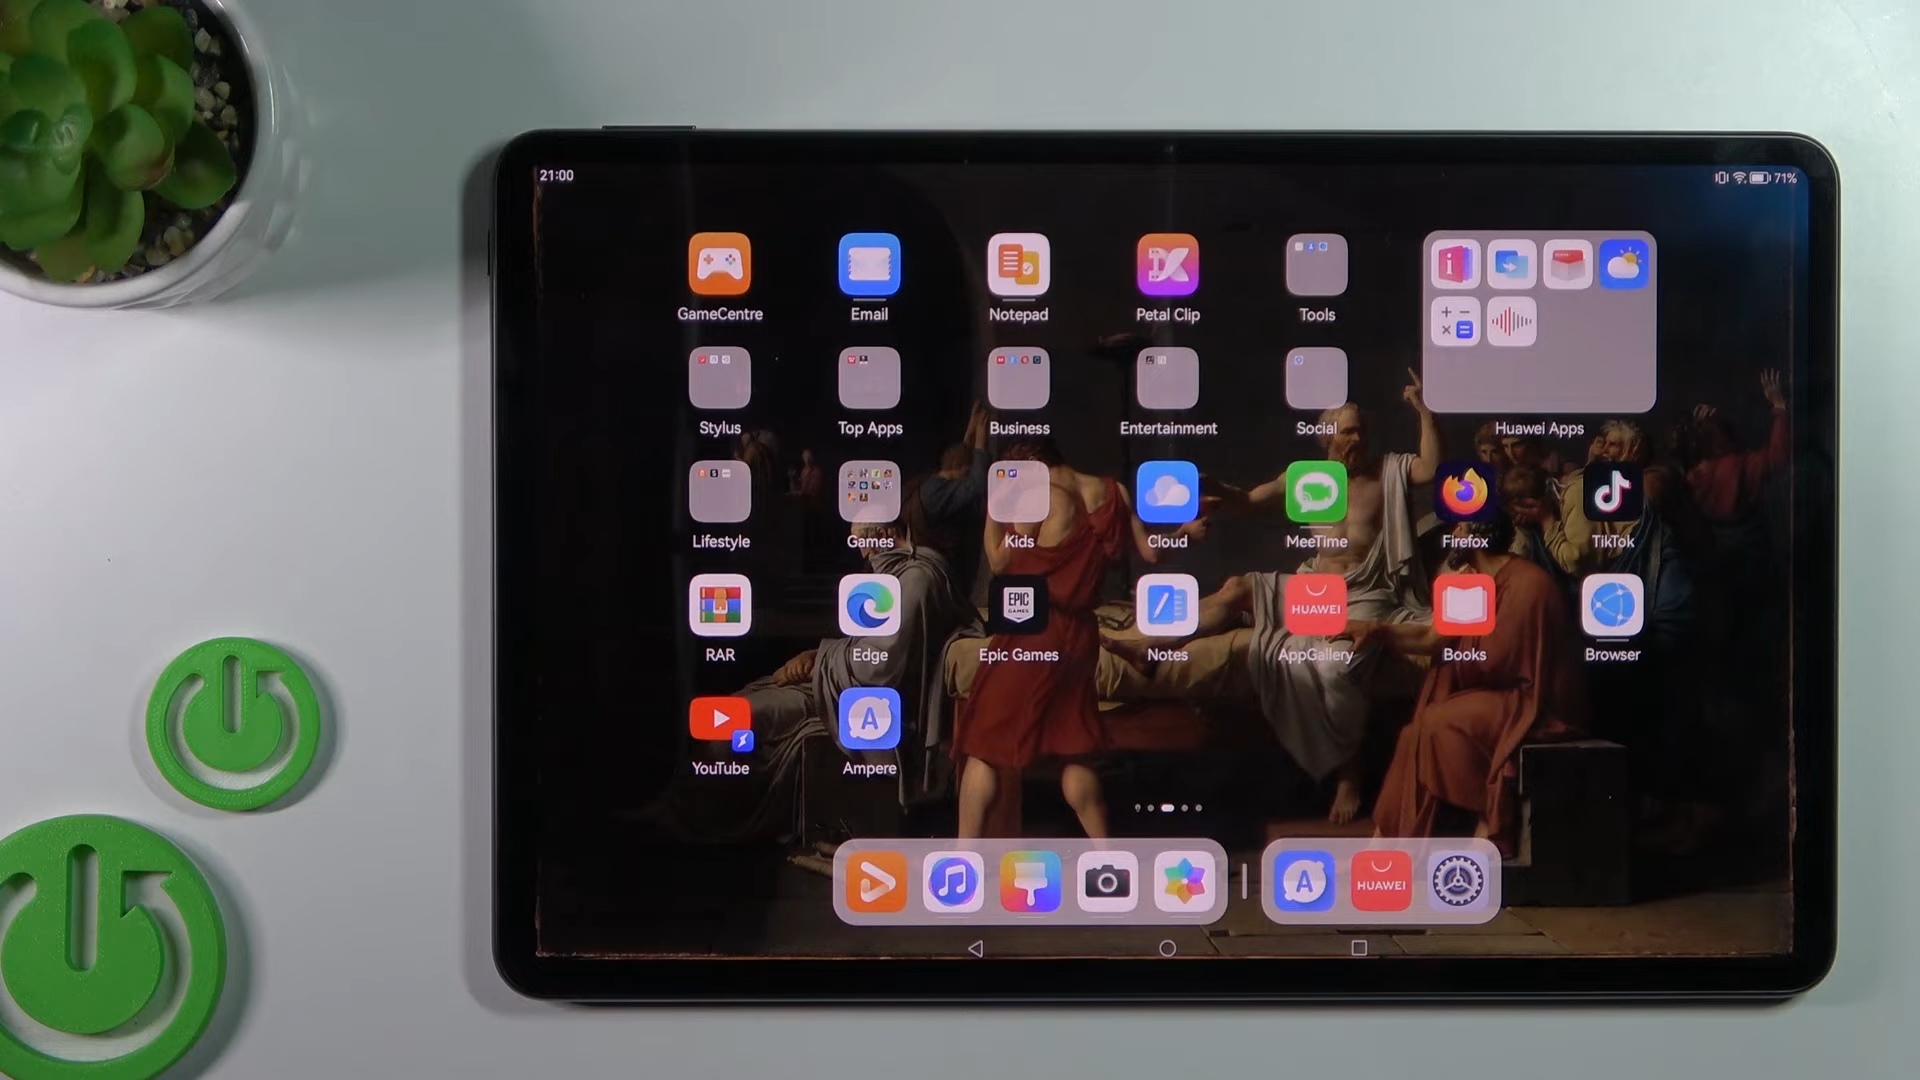 21:00
71%
GameCentre
Email
Notepad
Petal Clip
Tools
Stylus
Top Apps
Business
Entertainment
Social
Huawei Apps
Lifestyle
Games
Kids
Cloud
MeeTime
Firefox
TikTok
EPIC
GAMES
HUAWEI
RAR
Edge
Epic Games
Notes
AppGallery
Books
Browser
A
YouTube
Ampere
A
HUAWEI